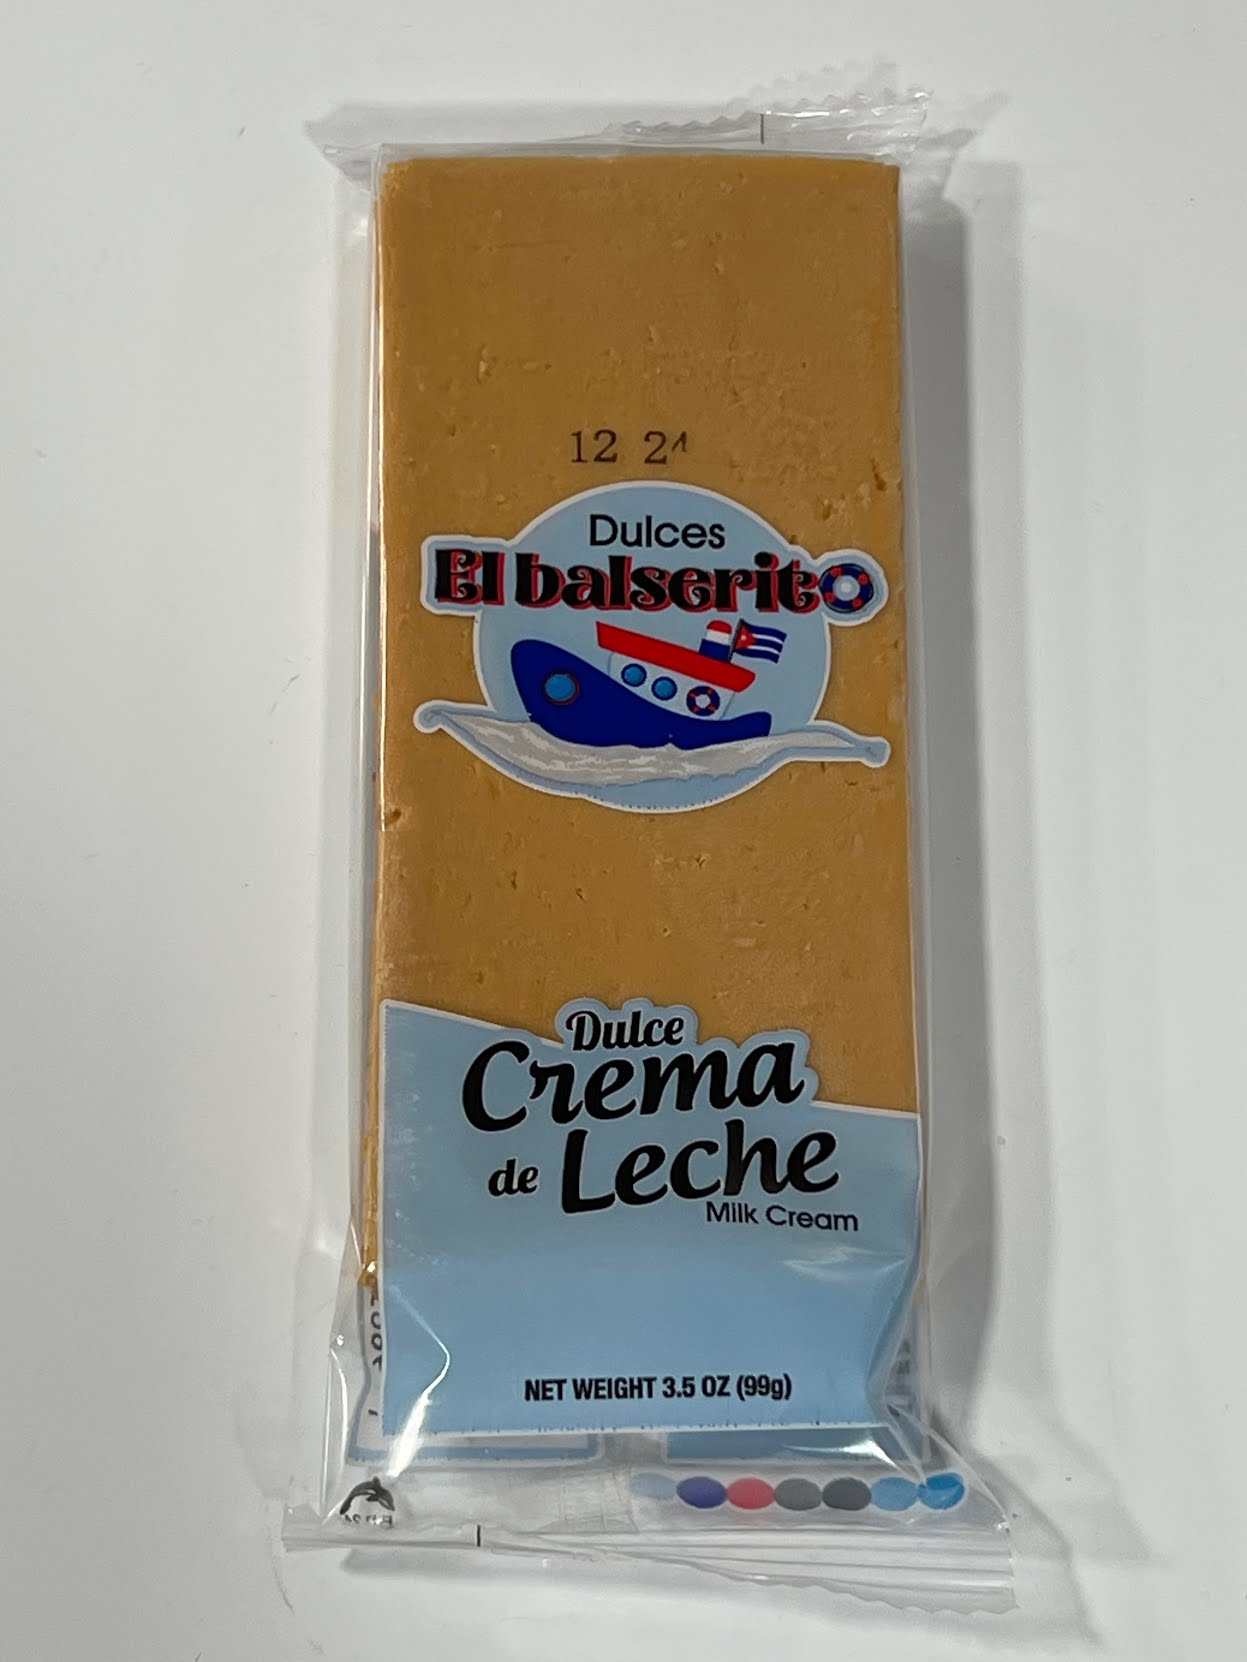 12 24
Dulces
El balserito
Dulce
Crema
de Leche
Milk Cream
NET WEIGHT 3.5 OZ (99g)